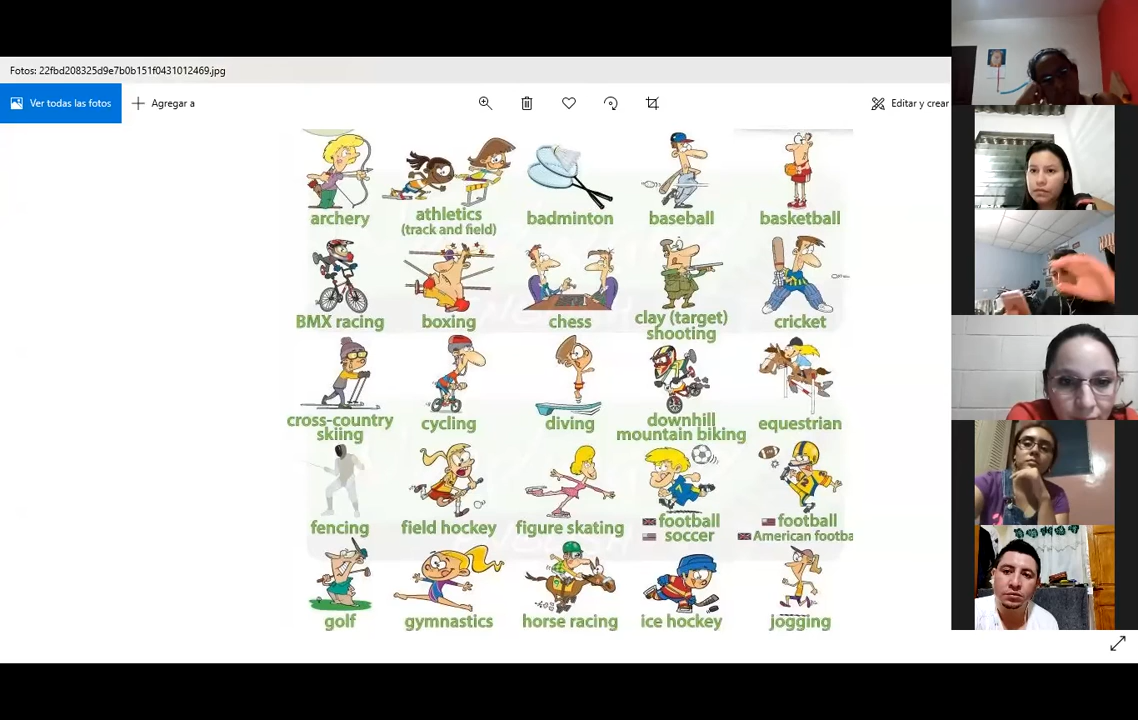 Fotos: 22fbd208325d9e7b0b151f0431012469.jpg
Ver todas las fotos
Agregar a
Editar y crear
archery
athletics
(track and field)
badminton
baseball
basketball
BMX racing
boxing
chess
clay (target)
shooting
cricket
cross-country
skiing
cycling
diving
downhill
mountain biking
equestrian
fencing
field hockey
figure skating
football
soccer
football
American footba
golf
gymnastics
horse racing
ice hockey
jogging